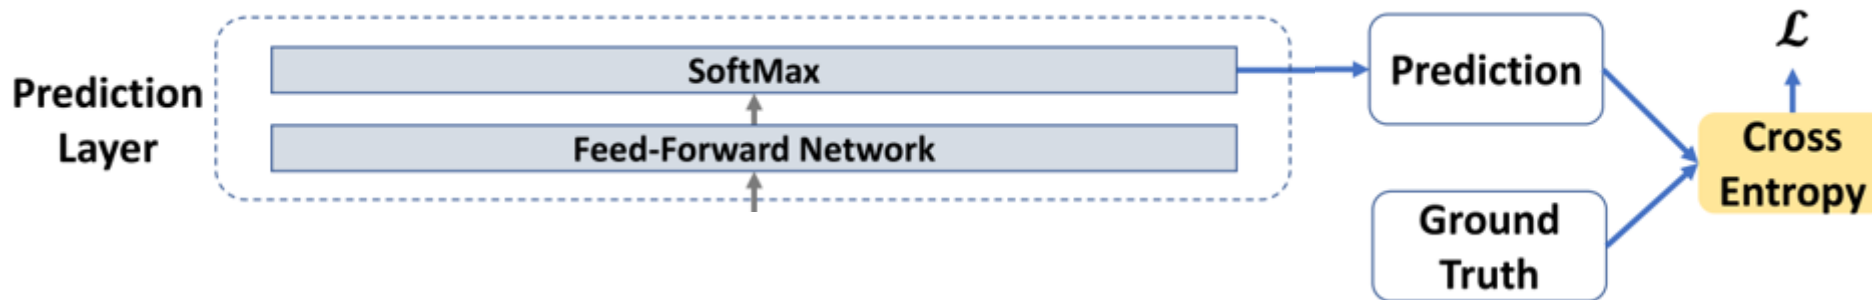 Prediction
Layer
SoftMax
Feed-Forward Network
Prediction
Ground
Truth
ℒ
Cross
Entropy